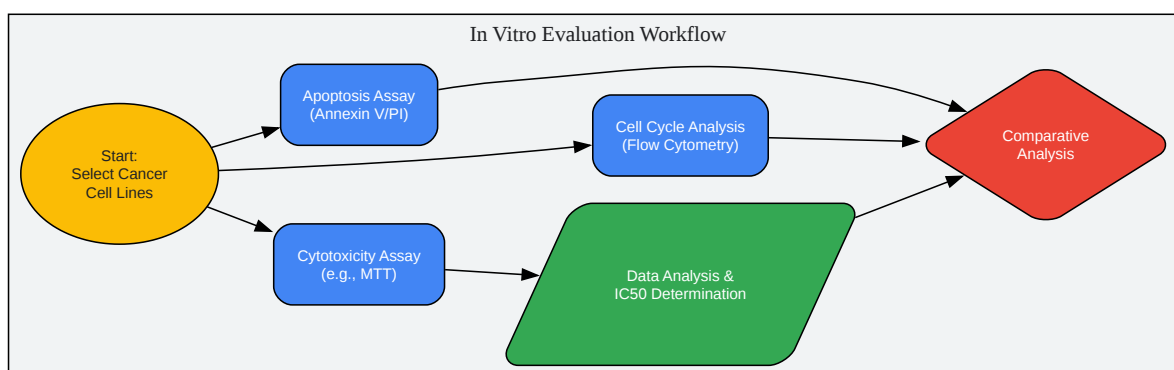 In Vitro Evaluation Workflow
Apoptosis Assay
(Annexin V/PI)
Cell Cycle Analysis
(Flow Cytometry)
Comparative
Analysis
Start:
Select Cancer
Cell Lines
Cytotoxicity Assay
(e.g., MTT)
Data Analysis &
IC50 Determination